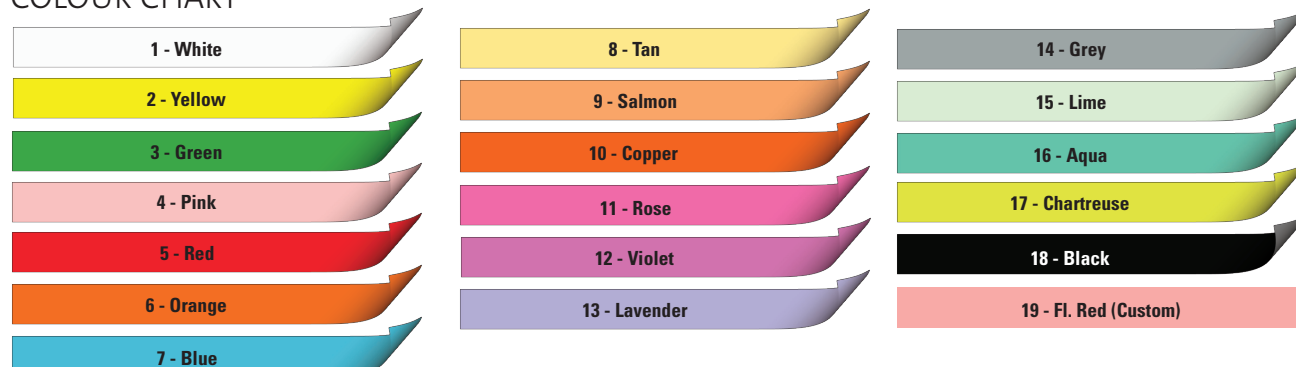 COLOUR CHART
1 - White
2 - Yellow
3 - Green
4 - Pink
5 - Red
6 - Orange
7 - Blue
8 - Tan
9 - Salmon
10 - Copper
11 - Rose
12 - Violet
13 - Lavender
14 - Grey
15 - Lime
16 - Aqua
17 - Chartreuse
18 - Black
19 - Fl. Red (Custom)